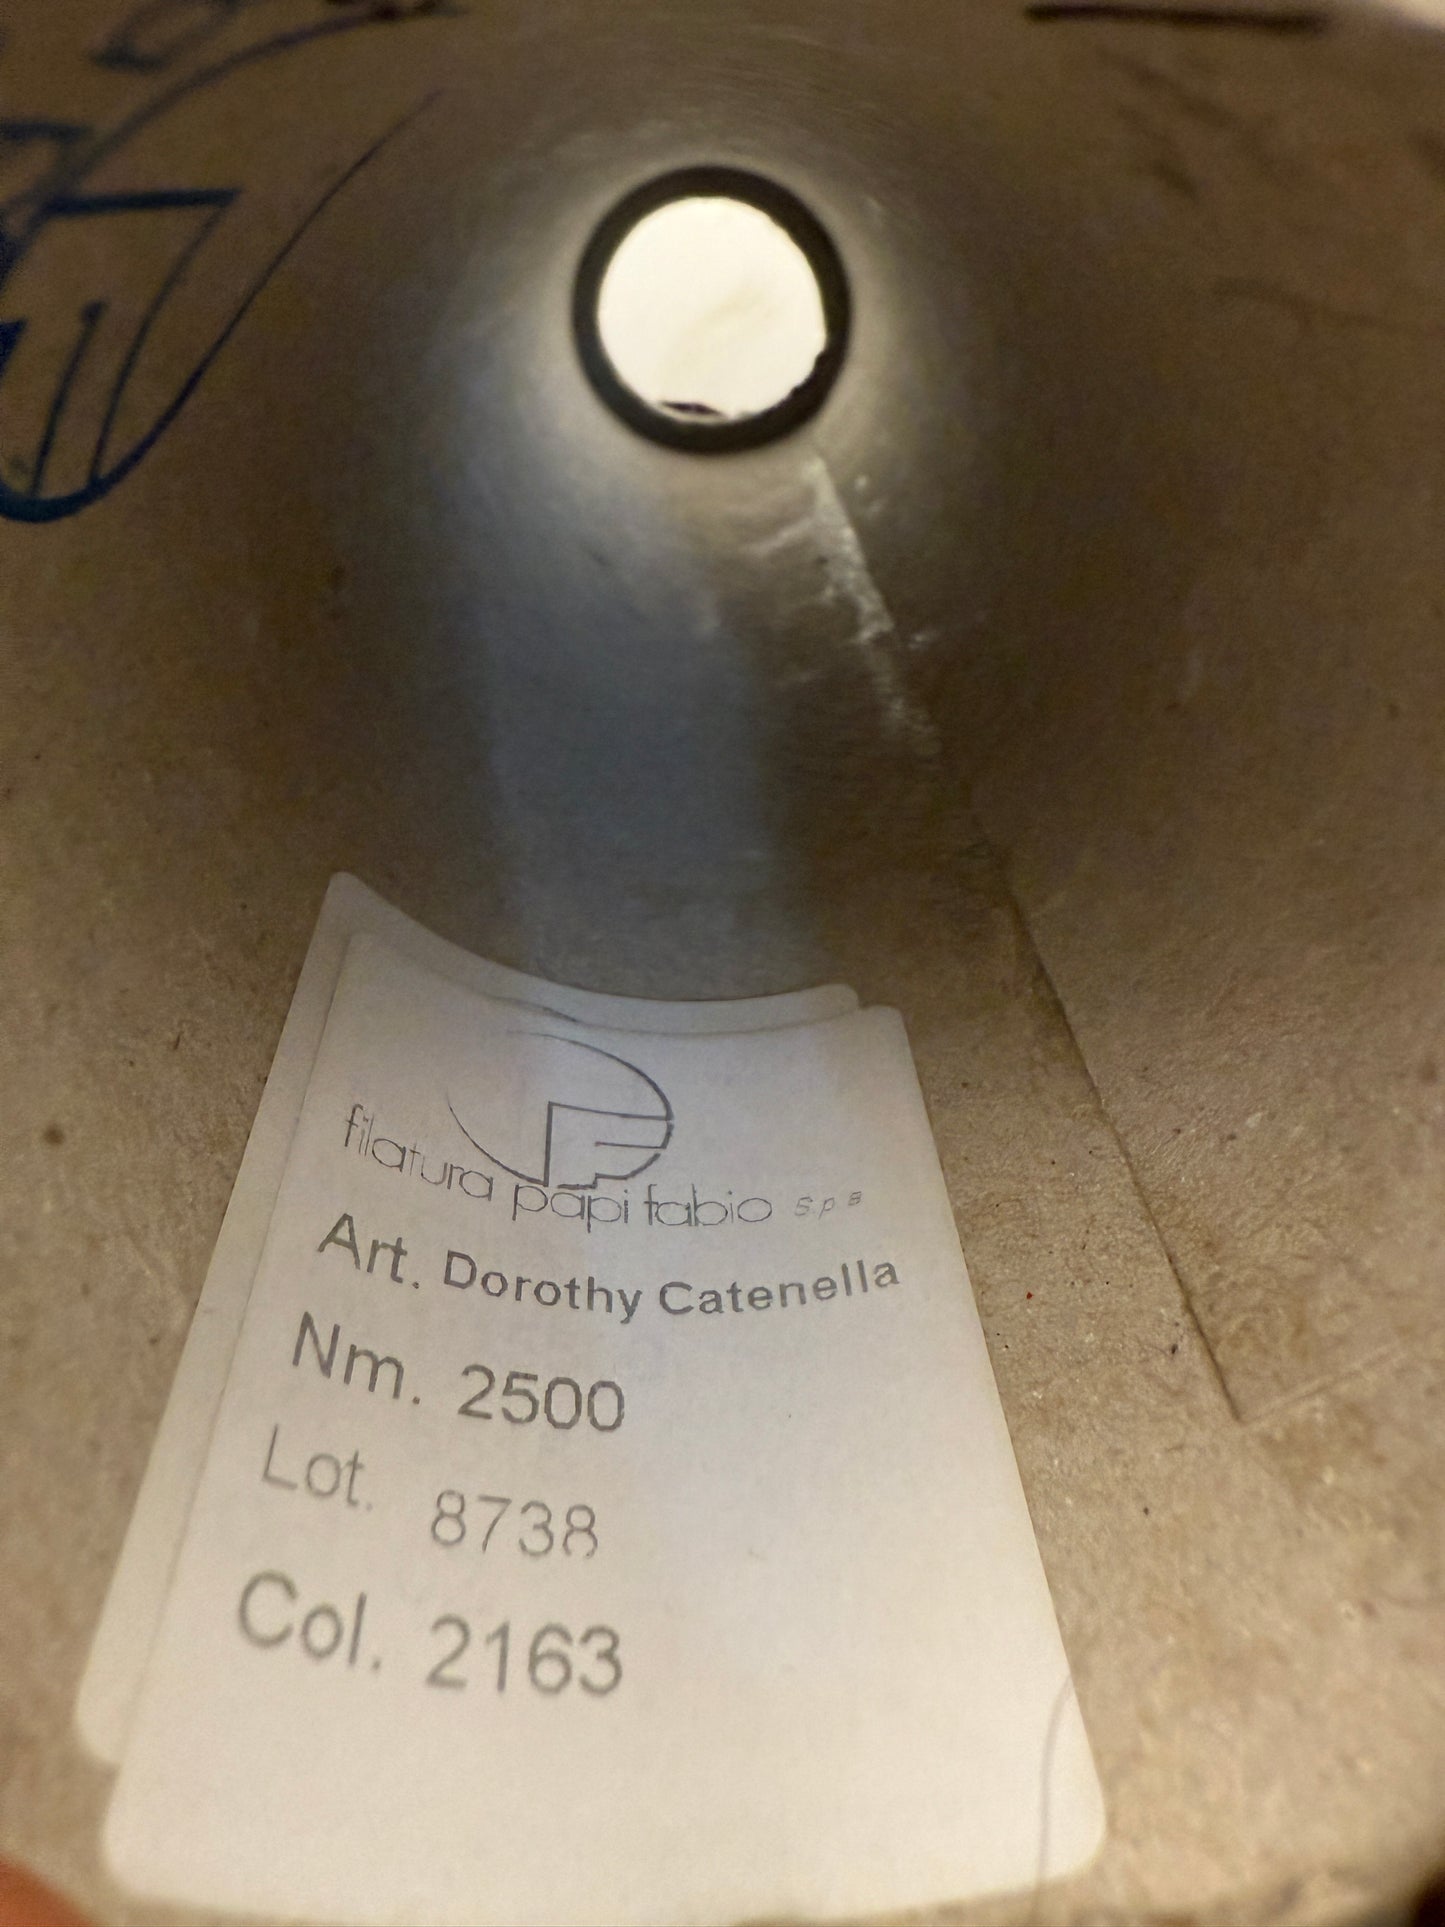 filatura papi fabio s p a
Art. Dorothy Catenella
Nm. 2500
Lot. 8738
Col. 2163